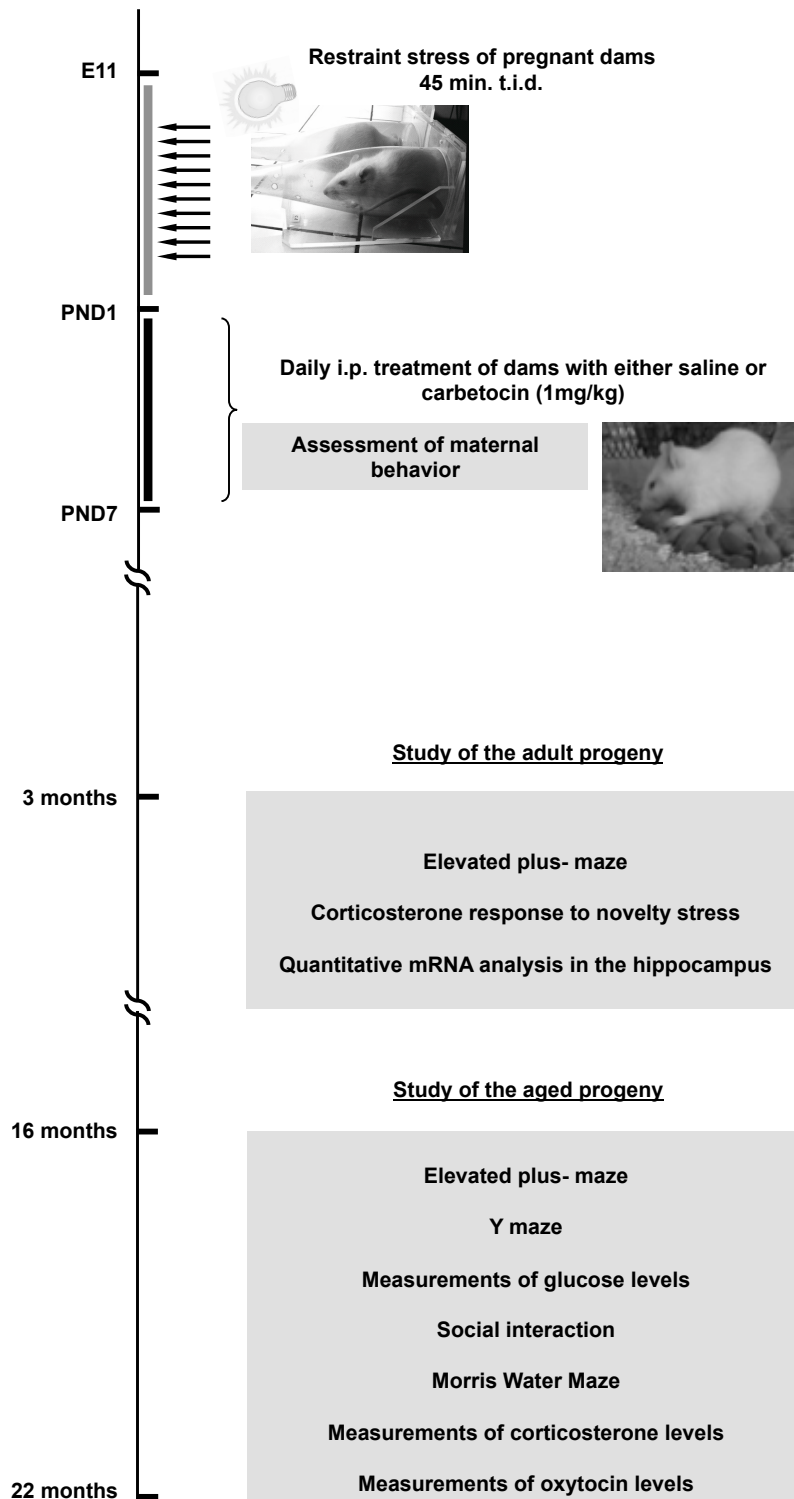 E11
Restraint stress of pregnant dams
45 min. t.i.d.
PND1
Daily i.p. treatment of dams with either saline or
carbetocin (1mg/kg)
Assessment of maternal
behavior
PND7
Study of the adult progeny
3 months
Elevated plus- maze
Corticosterone response to novelty stress
Quantitative mRNA analysis in the hippocampus
Study of the aged progeny
16 months
Elevated plus- maze
Y maze
Measurements of glucose levels
Social interaction
Morris Water Maze
Measurements of corticosterone levels
Measurements of oxytocin levels
22 months